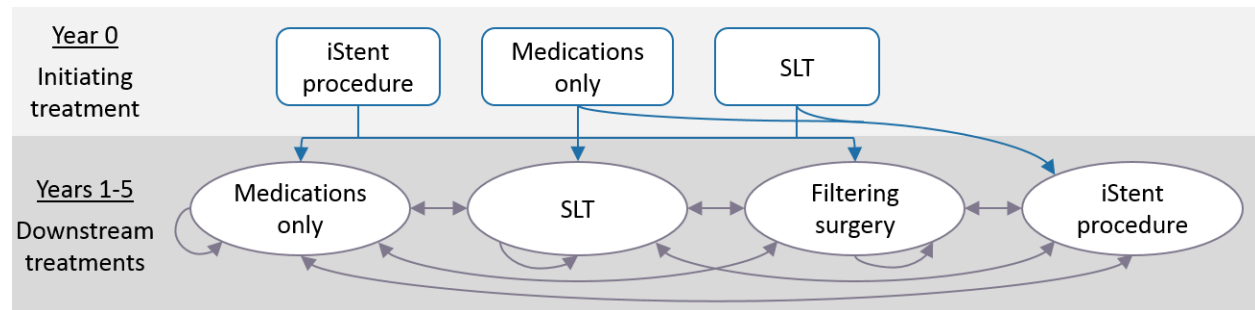 Year 0
Initiating
treatment
iStent
procedure
Medications
only
SLT
Years 1-5
Downstream
treatments
Medications
only
SLT
Filtering
surgery
iStent
procedure